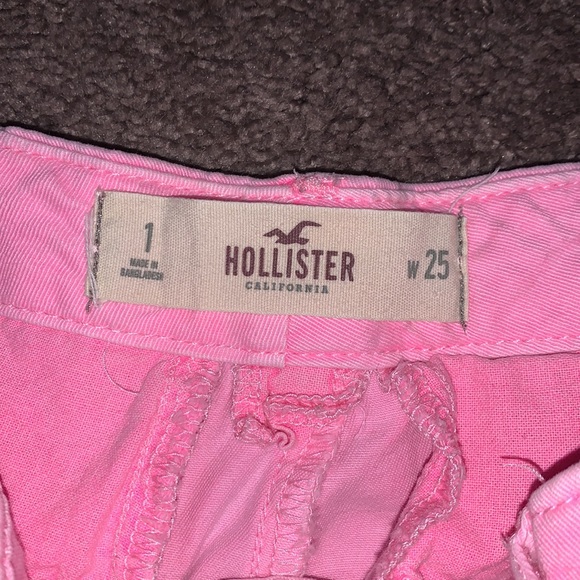 1
MADE IN
BANGLADESH
HOLLISTER
CALIFORNIA
W 25